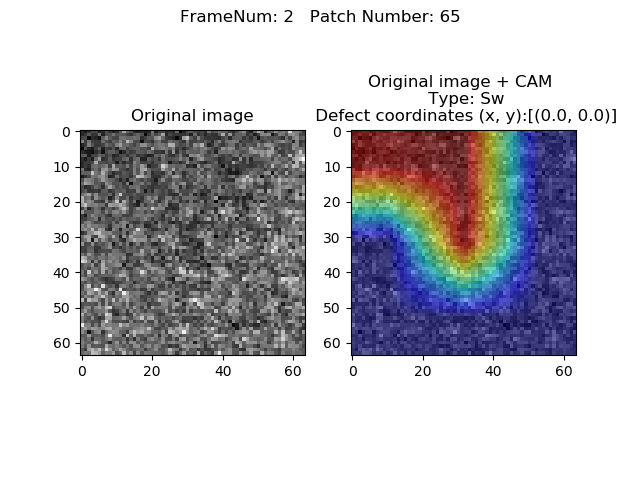 FrameNum: 2   Patch Number: 65
Original image
0
10
20
30
40
50
60
0 20 40 60
Original image + CAM
Type: Sw
Defect coordinates (x, y):[(0.0, 0.0)]
0
10
20
30
40
50
60
0 20 40 60